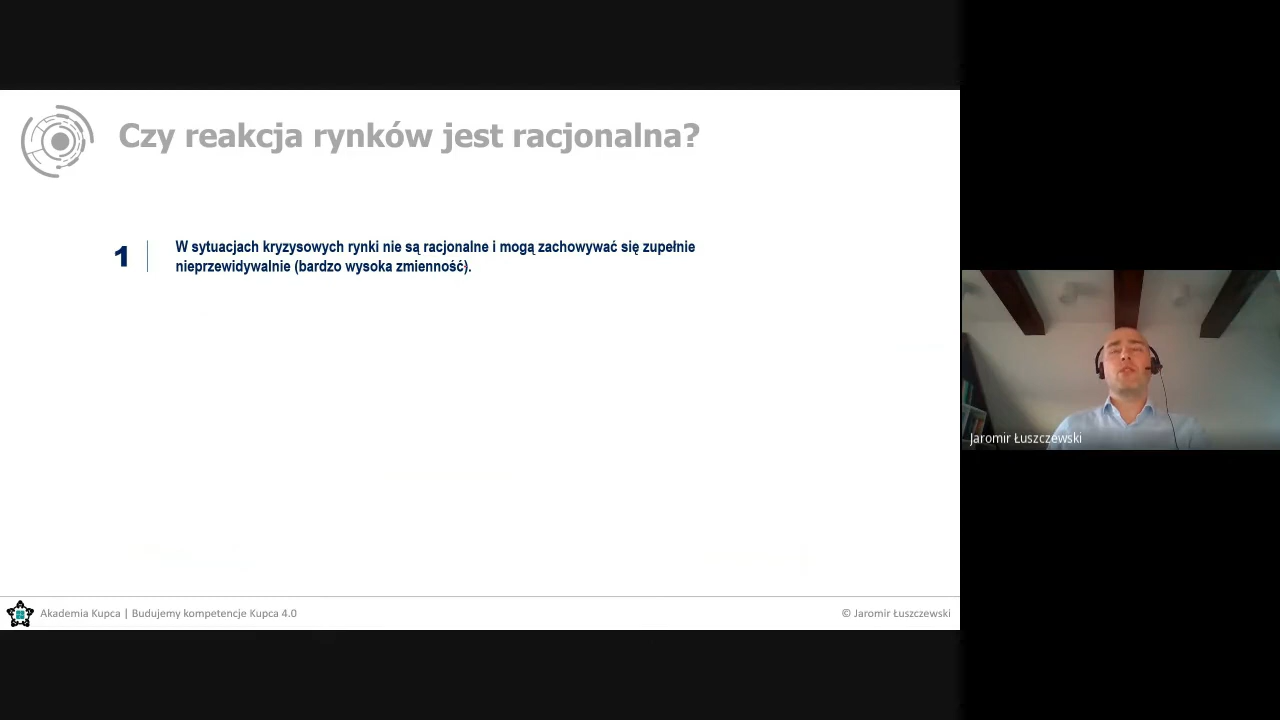 Czy reakcja rynków jest racjonalna?
1
W sytuacjach kryzysowych rynki nie są racjonalne i mogą zachowywać się zupełnie
nieprzewidywalnie (bardzo wysoka zmienność).
Jaromir Łuszczewski
Akademia Kupca | Budujemy kompetencje Kupca 4.0
© Jaromir Łuszczewski